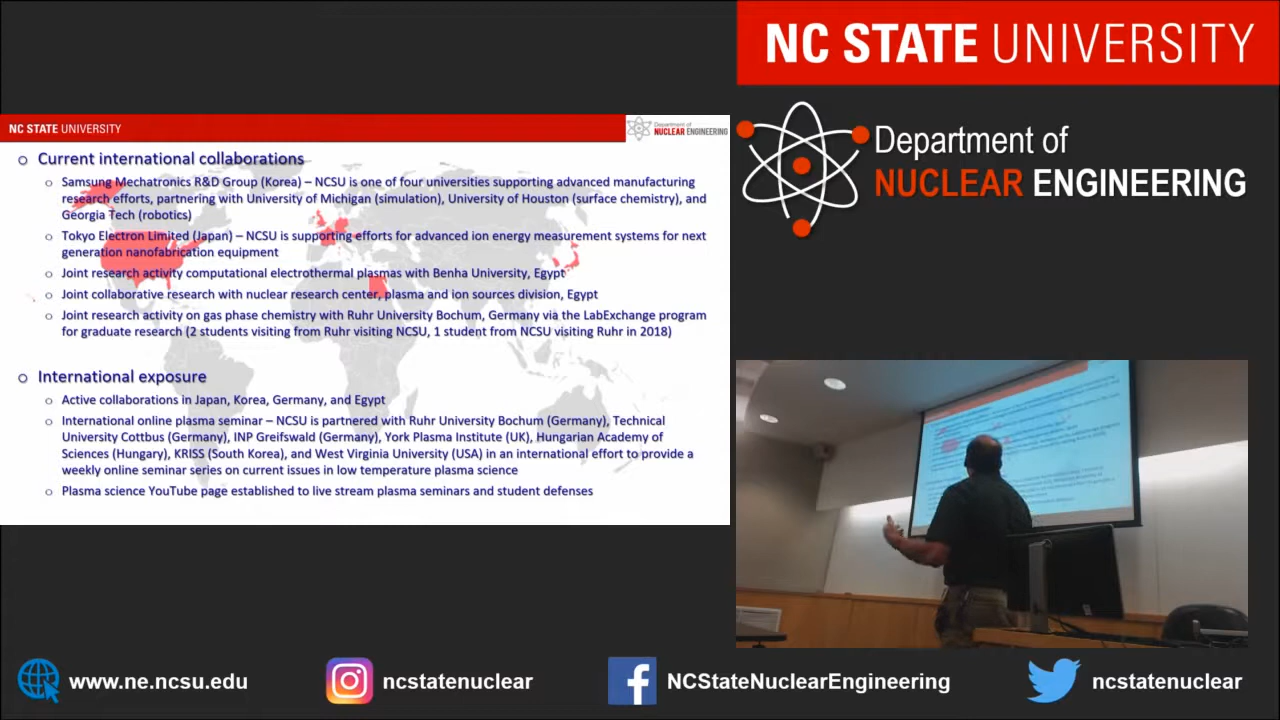 NC STATE UNIVERSITY
Department of
NUCLEAR ENGINEERING
NC STATE UNIVERSITY
Department of
NUCLEAR ENGINEERING
o Current international collaborations
o Samsung Mechatronics R&D Group (Korea) – NCSU is one of four universities supporting advanced manufacturing
research efforts, partnering with University of Michigan (simulation), University of Houston (surface chemistry), and
Georgia Tech (robotics)
o Tokyo Electron Limited (Japan) – NCSU is supporting efforts for advanced ion energy measurement systems for next
generation nanofabrication equipment
o Joint research activity computational electrothermal plasmas with Benha University, Egypt
o Joint collaborative research with nuclear research center, plasma and ion sources division, Egypt
o Joint research activity on gas phase chemistry with Ruhr University Bochum, Germany via the LabExchange program
for graduate research (2 students visiting from Ruhr visiting NCSU, 1 student from NCSU visiting Ruhr in 2018)
o International exposure
o Active collaborations in Japan, Korea, Germany, and Egypt
o International online plasma seminar – NCSU is partnered with Ruhr University Bochum (Germany), Technical
University Cottbus (Germany), INP Greifswald (Germany), York Plasma Institute (UK), Hungarian Academy of
Sciences (Hungary), KRISS (South Korea), and West Virginia University (USA) in an international effort to provide a
weekly online seminar series on current issues in low temperature plasma science
o Plasma science YouTube page established to live stream plasma seminars and student defenses
www.ne.ncsu.edu
ncstatenuclear
NCStateNuclearEngineering
ncstatenuclear